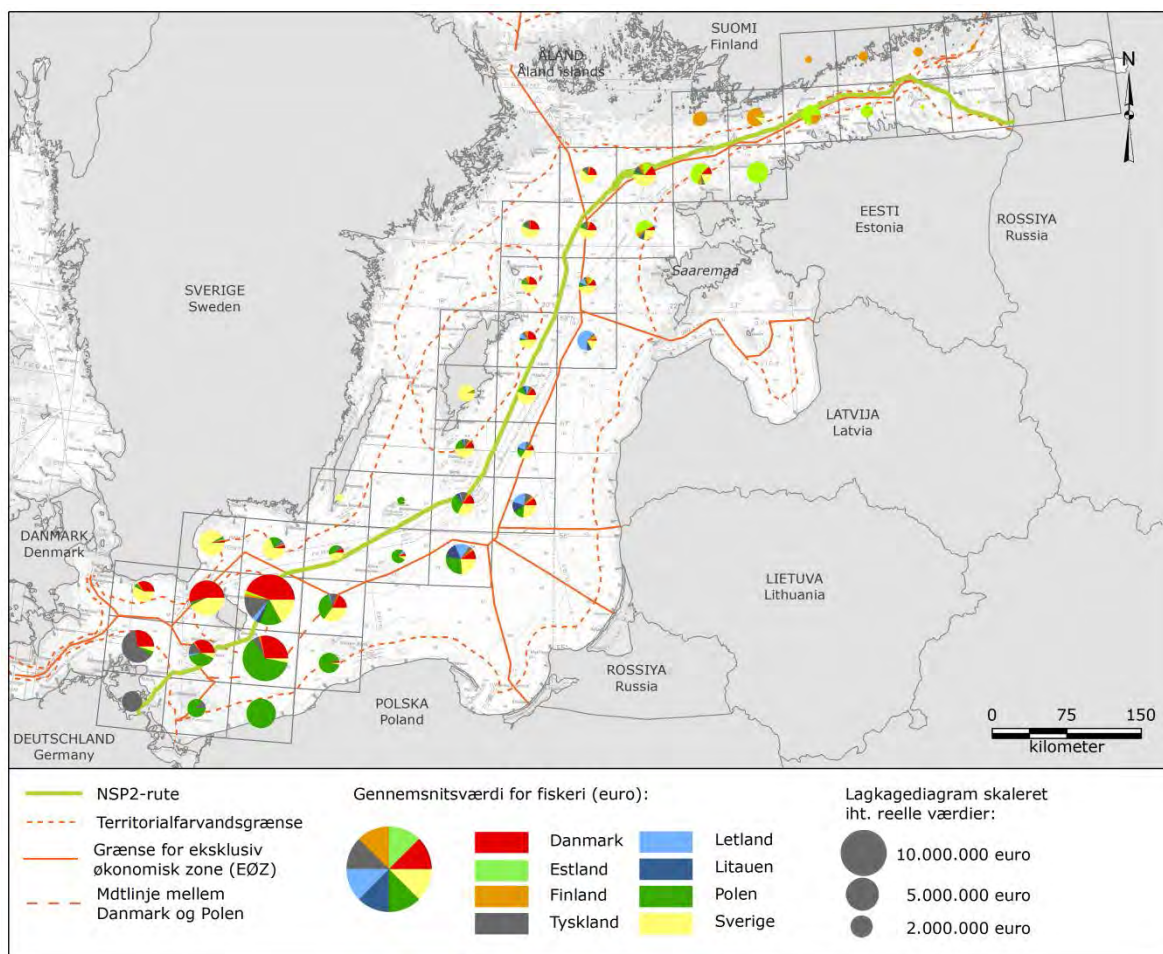 SUOMI
Finland
ÅLAND
Åland islands
N
EESTI
Estonia
ROSSIYA
Russia
Saaremaa
SVERIGE
Sweden
LATVIJA
Latvia
DANMARK
Denmark
LIETUVA
Lithuania
ROSSIYA
Russia
POLSKA
Poland
DEUTSCHLAND
Germany
0 75 150
kilometer
NSP2-rute
Territorialfarvandsgrænse
Grænse for eksklusiv
økonomisk zone (EØZ)
Mdtlinje mellem
Danmark og Polen
Gennemsnitsværdi for fiskeri (euro):
Danmark
Estland
Finland
Tyskland
Letland
Litauen
Polen
Sverige
Lagkagediagram skaleret
iht. reelle værdier:
10.000.000 euro
5.000.000 euro
2.000.000 euro